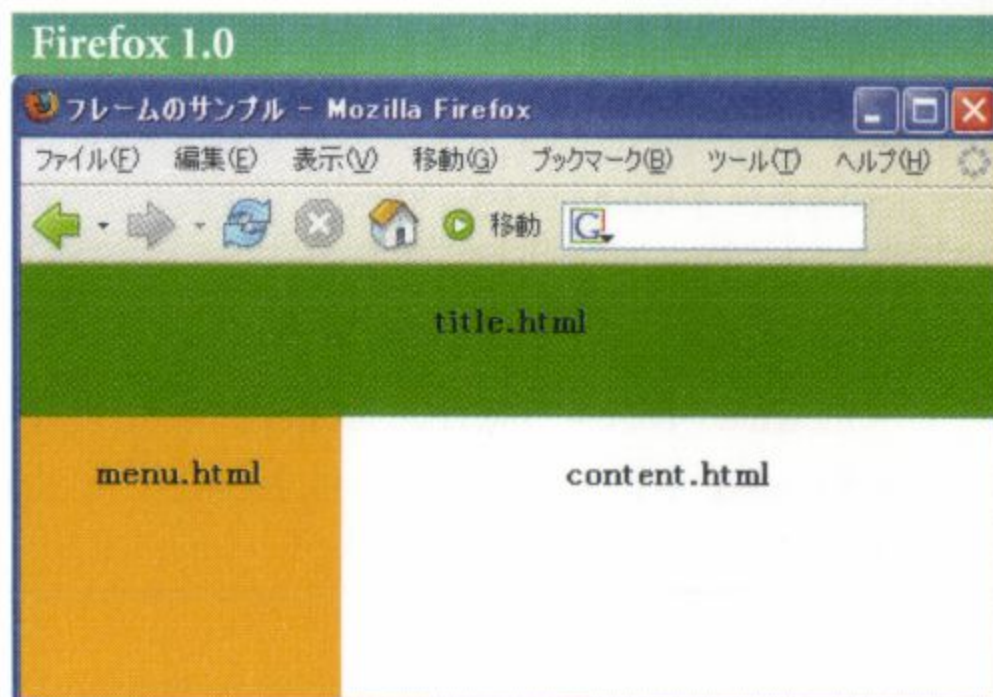 Firefox 1.0
フレームのサンプル - Mozilla Firefox
ファイル(F) 編集(E) 表示(V) 移動(G) ブックマーク(B) ツール(T) ヘルプ(H)
移動 G
title.html
menu.html content.html